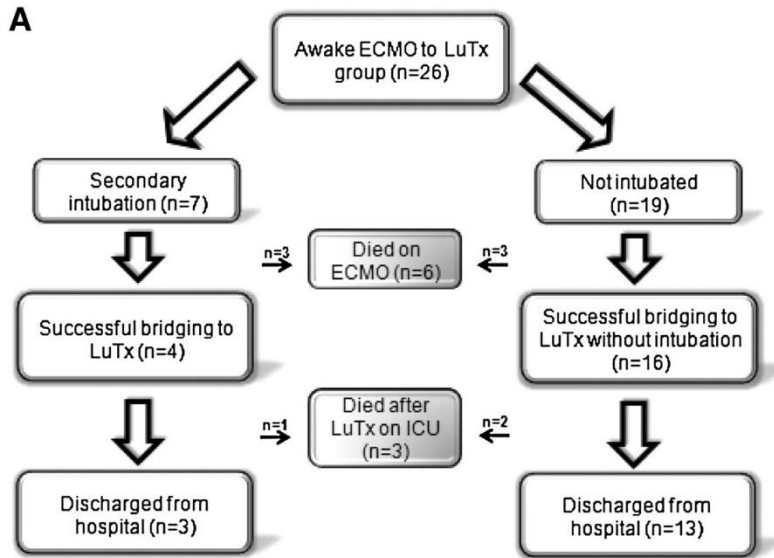 A
Awake ECMO to LuTx
group (n=26)
Secondary
intubation (n=7)
Not intubated
(n=19)
n=3
Died on
ECMO (n=6)
n=3
Successful bridging to
LuTx (n=4)
Successful bridging to
LuTx without intubation
(n=16)
n=1
Died after
LuTx on ICU
(n=3)
n=2
Discharged from
hospital (n=3)
Discharged from
hospital (n=13)